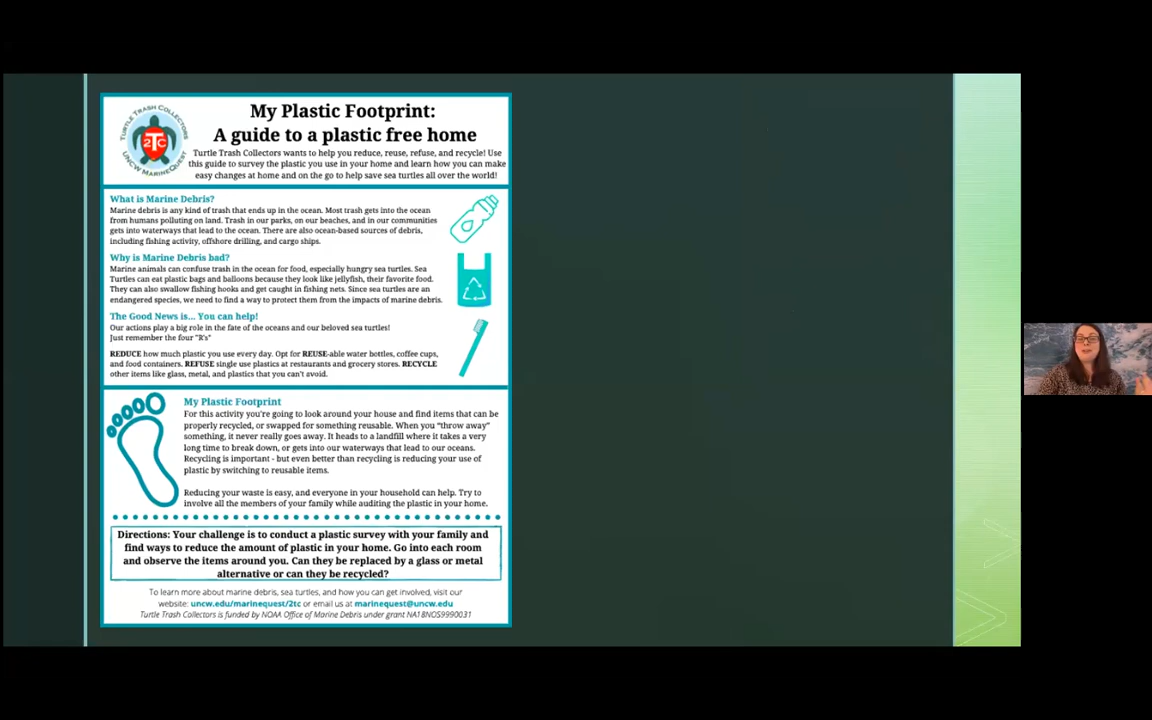 TURTLE TRASH COLLECTORS
2TC
UNCW MARINEQUEST
My Plastic Footprint:
A guide to a plastic free home
Turtle Trash Collectors wants to help you reduce, reuse, refuse, and recycle! Use
this guide to survey the plastic you use in your home and learn how you can make
easy changes at home and on the go to help save sea turtles all over the world!
What is Marine Debris?
Marine debris is any kind of trash that ends up in the ocean. Most trash gets into the ocean
from humans polluting on land. Trash in our parks, on our beaches, and in our communities
gets into waterways that lead to the ocean. There are also ocean-based sources of debris,
including fishing activity, offshore drilling, and cargo ships.
Why is Marine Debris bad?
Marine animals can confuse trash in the ocean for food, especially hungry sea turtles. Sea
Turtles can eat plastic bags and balloons because they look like jellyfish, their favorite food.
They can also swallow fishing hooks and get caught in fishing nets. Since sea turtles are an
endangered species, we need to find a way to protect them from the impacts of marine debris.
The Good News is... You can help!
Our actions play a big role in the fate of the oceans and our beloved sea turtles!
Just remember the four "R's"
REDUCE how much plastic you use every day. Opt for REUSE-able water bottles, coffee cups,
and food containers. REFUSE single use plastics at restaurants and grocery stores. RECYCLE
other items like glass, metal, and plastics that you can't avoid.
My Plastic Footprint
For this activity you're going to look around your house and find items that can be
properly recycled, or swapped for something reusable. When you "throw away"
something, it never really goes away. It heads to a landfill where it takes a very
long time to break down, or gets into our waterways that lead to our oceans.
Recycling is important - but even better than recycling is reducing your use of
plastic by switching to reusable items.
Reducing your waste is easy, and everyone in your household can help. Try to
involve all the members of your family while auditing the plastic in your home.
Directions: Your challenge is to conduct a plastic survey with your family and
find ways to reduce the amount of plastic in your home. Go into each room
and observe the items around you. Can they be replaced by a glass or metal
alternative or can they be recycled?
To learn more about marine debris, sea turtles, and how you can get involved, visit our
website: uncw.edu/marinequest/2tc or email us at marinequest@uncw.edu
Turtle Trash Collectors is funded by NOAA Office of Marine Debris under grant NA18NOS9990031